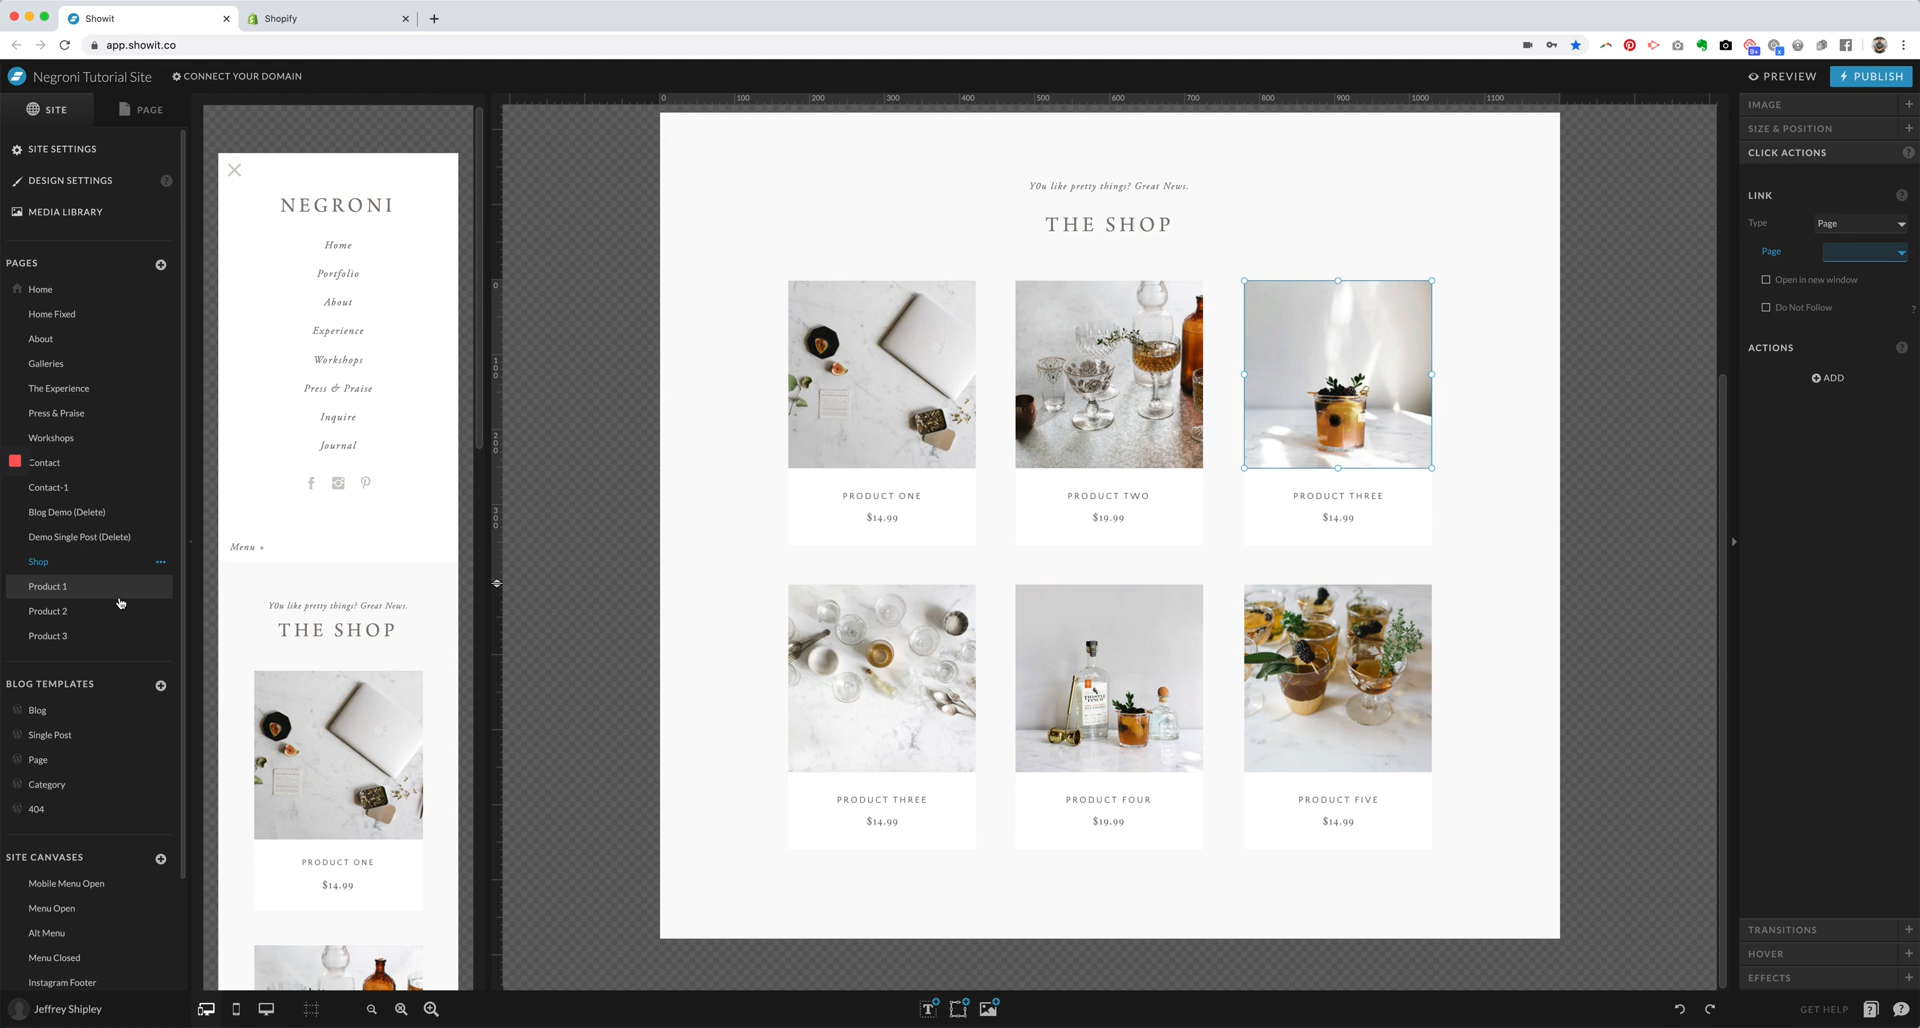 Showit
Shopify
app.showit.co
Negroni Tutorial Site
CONNECT YOUR DOMAIN
PREVIEW
PUBLISH
SITE
PAGE
SITE SETTINGS
DESIGN SETTINGS
MEDIA LIBRARY
PAGES
Home
Home Fixed
About
Galleries
The Experience
Press & Praise
Workshops
Contact
Contact-1
Blog Demo (Delete)
Demo Single Post (Delete)
Shop
Product 1
Product 2
Product 3
BLOG TEMPLATES
Blog
Single Post
Page
Category
404
SITE CANVASES
Mobile Menu Open
Menu Open
Alt Menu
Menu Closed
Instagram Footer
Jeffrey Shipley
NEGRONI
Home
Portfolio
About
Experience
Workshops
Press & Praise
Inquire
Journal
Menu +
Y0u like pretty things? Great News.
THE SHOP
PRODUCT ONE
$14.99
0 100 200 300 400 500 600 700 800 900 1000 1100
0
100
200
300
Y0u like pretty things? Great News.
THE SHOP
PRODUCT ONE
$14.99
PRODUCT TWO
$19.99
PRODUCT THREE
$14.99
PRODUCT THREE
$14.99
PRODUCT FOUR
$19.99
PRODUCT FIVE
$14.99
IMAGE
SIZE & POSITION
CLICK ACTIONS
LINK
Type Page
Page
Open in new window
Do Not Follow
ACTIONS
ADD
TRANSITIONS
HOVER
EFFECTS
GET HELP